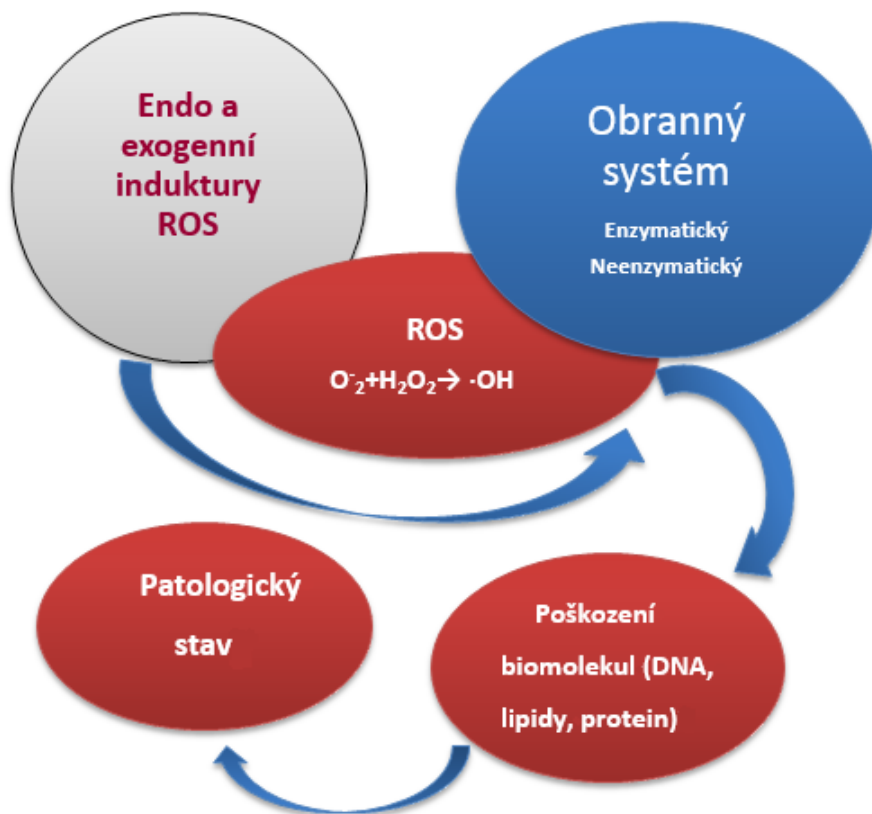 Endo a
exogenní
induktury
ROS
Obranný
systém
Enzymatický
Neenzymatický
ROS
O⁻₂+H₂O₂→ ·OH
Patologický
stav
Poškození
biomolekul (DNA,
lipidy, protein)